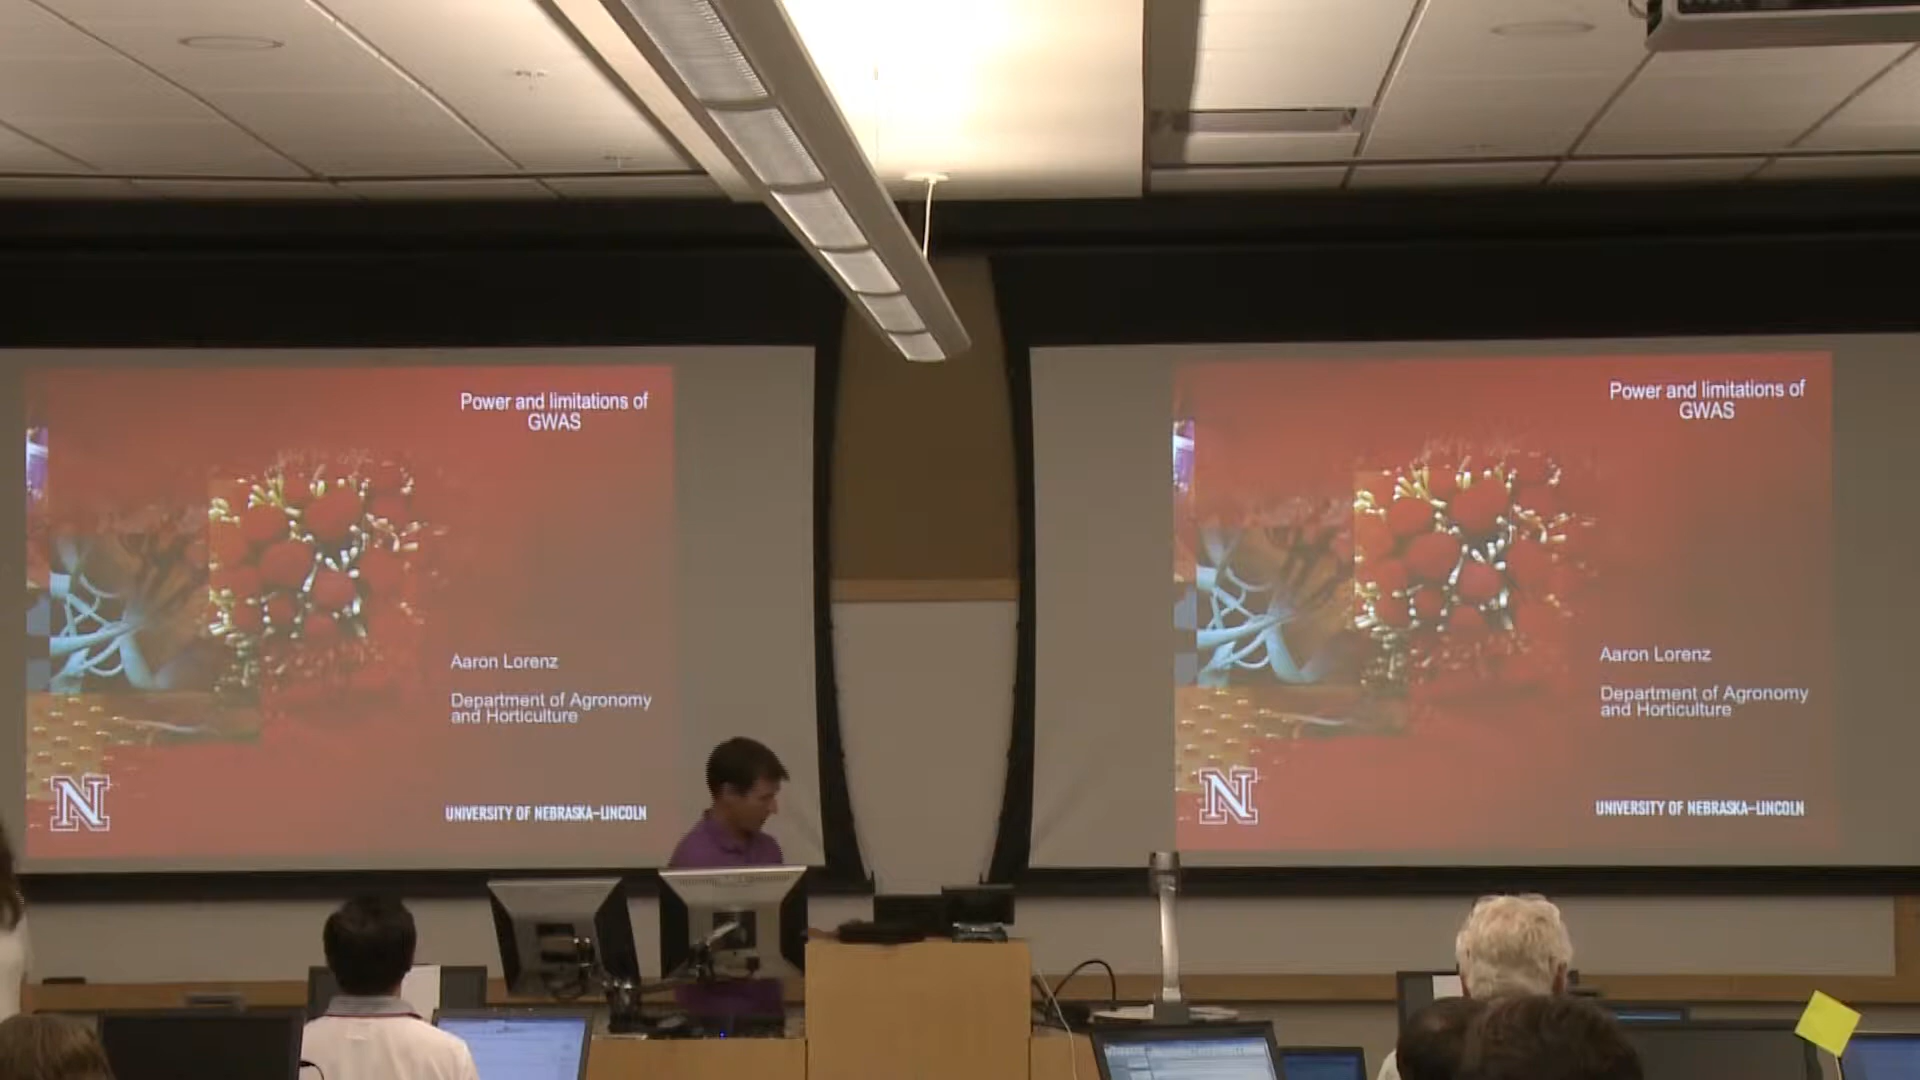 Power and limitations of
GWAS
Aaron Lorenz
Department of Agronomy
and Horticulture
N
UNIVERSITY OF NEBRASKA–LINCOLN
Power and limitations of
GWAS
Aaron Lorenz
Department of Agronomy
and Horticulture
N
UNIVERSITY OF NEBRASKA–LINCOLN